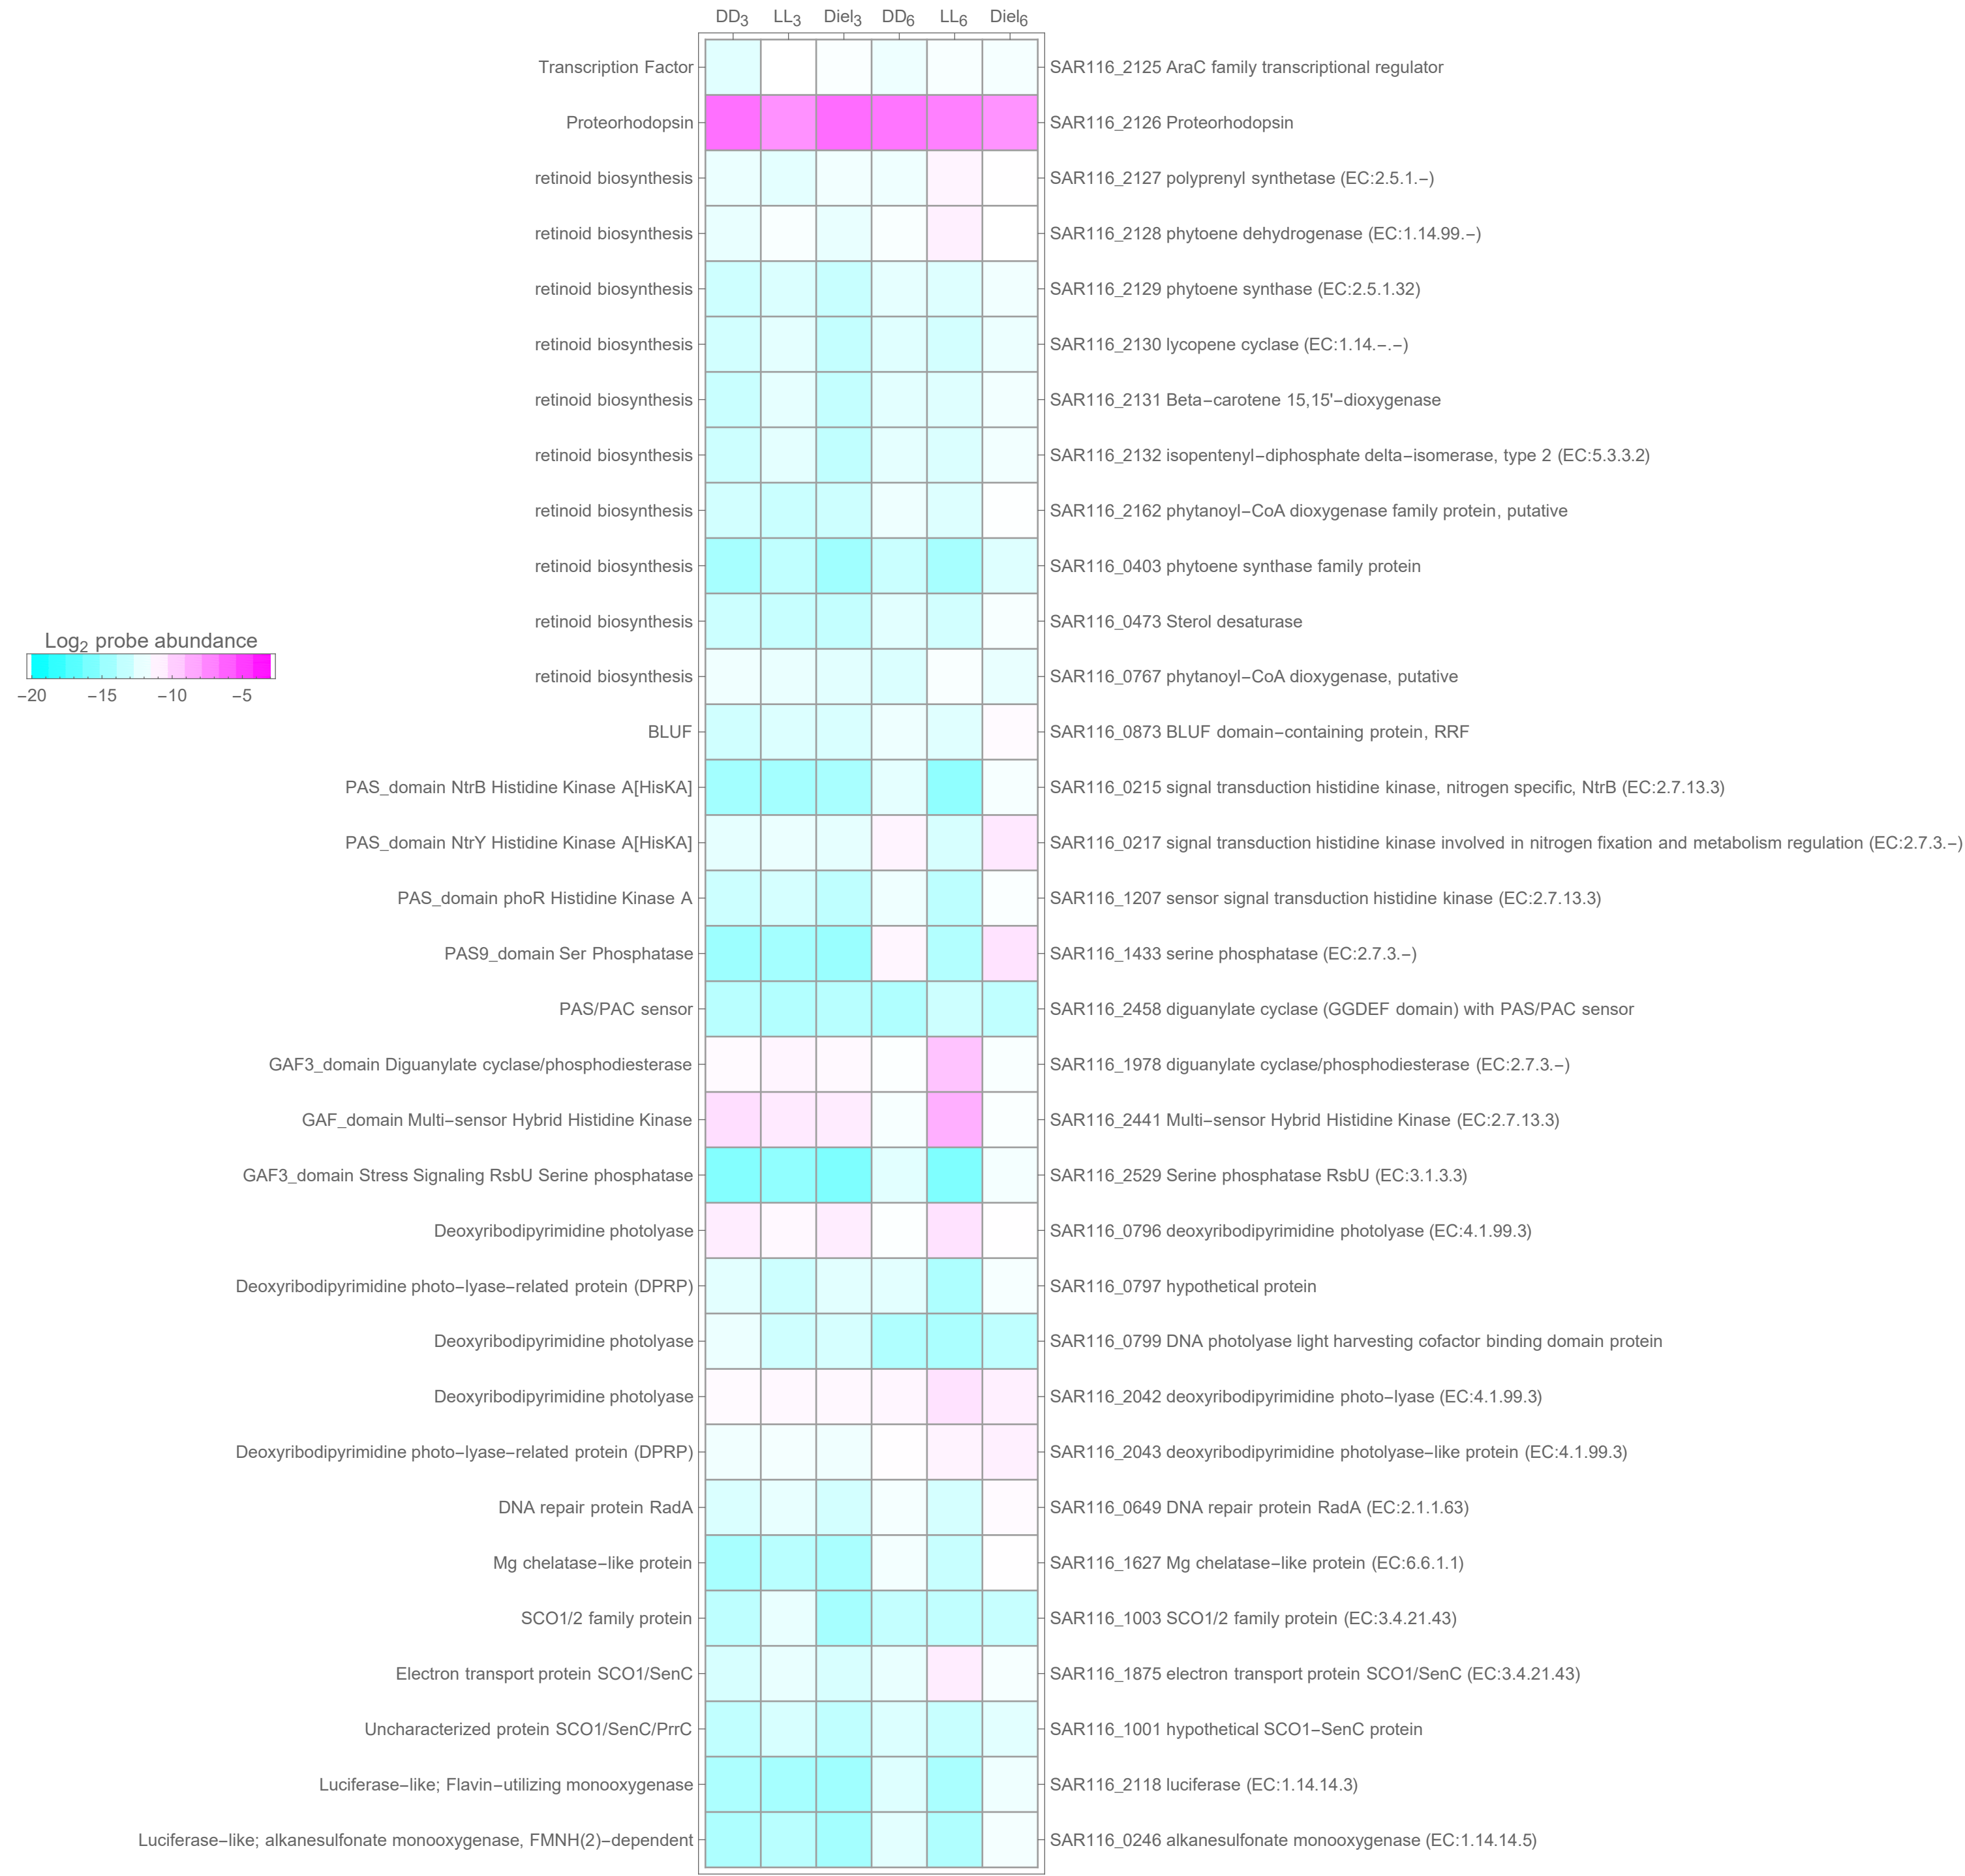 DD3 LL3 Diel3 DD6 LL6 Diel6
Transcription Factor SAR116_2125 AraC family transcriptional regulator
Proteorhodopsin SAR116_2126 Proteorhodopsin
retinoid biosynthesis SAR116_2127 polyprenyl synthetase (EC:2.5.1.−)
retinoid biosynthesis SAR116_2128 phytoene dehydrogenase (EC:1.14.99.−)
retinoid biosynthesis SAR116_2129 phytoene synthase (EC:2.5.1.32)
retinoid biosynthesis SAR116_2130 lycopene cyclase (EC:1.14.−.−)
retinoid biosynthesis SAR116_2131 Beta−carotene 15,15'−dioxygenase
retinoid biosynthesis SAR116_2132 isopentenyl−diphosphate delta−isomerase, type 2 (EC:5.3.3.2)
retinoid biosynthesis SAR116_2162 phytanoyl−CoA dioxygenase family protein, putative
retinoid biosynthesis SAR116_0403 phytoene synthase family protein
retinoid biosynthesis SAR116_0473 Sterol desaturase
Log2 probe abundance
−20 −15 −10 −5
retinoid biosynthesis SAR116_0767 phytanoyl−CoA dioxygenase, putative
BLUF SAR116_0873 BLUF domain−containing protein, RRF
PAS_domain NtrB Histidine Kinase A[HisKA] SAR116_0215 signal transduction histidine kinase, nitrogen specific, NtrB (EC:2.7.13.3)
PAS_domain NtrY Histidine Kinase A[HisKA] SAR116_0217 signal transduction histidine kinase involved in nitrogen fixation and metabolism regulation (EC:2.7.3.−)
PAS_domain phoR Histidine Kinase A SAR116_1207 sensor signal transduction histidine kinase (EC:2.7.13.3)
PAS9_domain Ser Phosphatase SAR116_1433 serine phosphatase (EC:2.7.3.−)
PAS/PAC sensor SAR116_2458 diguanylate cyclase (GGDEF domain) with PAS/PAC sensor
GAF3_domain Diguanylate cyclase/phosphodiesterase SAR116_1978 diguanylate cyclase/phosphodiesterase (EC:2.7.3.−)
GAF_domain Multi−sensor Hybrid Histidine Kinase SAR116_2441 Multi−sensor Hybrid Histidine Kinase (EC:2.7.13.3)
GAF3_domain Stress Signaling RsbU Serine phosphatase SAR116_2529 Serine phosphatase RsbU (EC:3.1.3.3)
Deoxyribodipyrimidine photolyase SAR116_0796 deoxyribodipyrimidine photolyase (EC:4.1.99.3)
Deoxyribodipyrimidine photo−lyase−related protein (DPRP) SAR116_0797 hypothetical protein
Deoxyribodipyrimidine photolyase SAR116_0799 DNA photolyase light harvesting cofactor binding domain protein
Deoxyribodipyrimidine photolyase SAR116_2042 deoxyribodipyrimidine photo−lyase (EC:4.1.99.3)
Deoxyribodipyrimidine photo−lyase−related protein (DPRP) SAR116_2043 deoxyribodipyrimidine photolyase−like protein (EC:4.1.99.3)
DNA repair protein RadA SAR116_0649 DNA repair protein RadA (EC:2.1.1.63)
Mg chelatase−like protein SAR116_1627 Mg chelatase−like protein (EC:6.6.1.1)
SCO1/2 family protein SAR116_1003 SCO1/2 family protein (EC:3.4.21.43)
Electron transport protein SCO1/SenC SAR116_1875 electron transport protein SCO1/SenC (EC:3.4.21.43)
Uncharacterized protein SCO1/SenC/PrrC SAR116_1001 hypothetical SCO1−SenC protein
Luciferase−like; Flavin−utilizing monooxygenase SAR116_2118 luciferase (EC:1.14.14.3)
Luciferase−like; alkanesulfonate monooxygenase, FMNH(2)−dependent SAR116_0246 alkanesulfonate monooxygenase (EC:1.14.14.5)